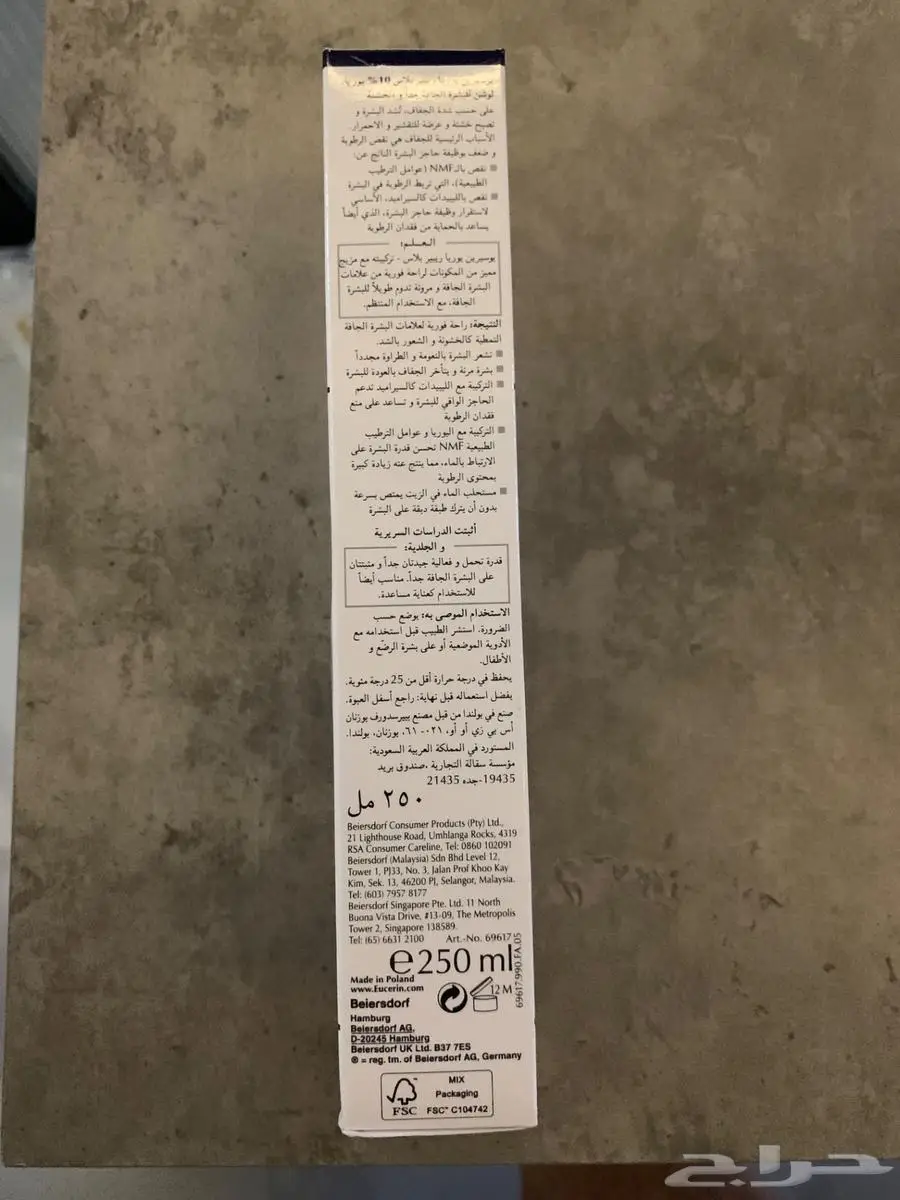 يوسيرين يوريا ريبير بلاس 10% يوريا
لوشن للبشرة الجافة جداً و الخشنة
على حسب شدة الجفاف، تُشد البشرة و
تصبح خشنة و عرضة للتقشير و الاحمرار
الأسباب الرئيسية للجفاف هي نقص الرطوبة
و ضعف بوظيفة حاجز البشرة الناتج عن:
نقص بالـNMF (عوامل الترطيب
الطبيعية)، التي تربط الرطوبة في البشرة
نقص بالليبيدات كالسيراميد، الأساسي
لاستقرار وظيفة حاجز البشرة، الذي أيضاً
يساعد بالحماية من فقدان الرطوبة
العلم:
يوسيرين يوريا ريبير بلاس - تركيبته مع مزيج
مميز من المكونات لراحة فورية من علامات
البشرة الجافة و مرونة تدوم طويلاً للبشرة
الجافة، مع الاستخدام المنتظم.
النتيجة: راحة فورية لعلامات البشرة الجافة
النمطية كالخشونة و الشعور بالشد.
تشعر البشرة بالنعومة و الطراوة مجدداً
بشرة مرنة و يتأخر الجفاف بالعودة للبشرة
التركيبة مع الليبيدات كالسيراميد تدعم
الحاجز الواقي للبشرة و تساعد على منع
فقدان الرطوبة
التركيبة مع اليوريا و عوامل الترطيب
الطبيعية NMF تحسن قدرة البشرة على
الارتباط بالماء، مما ينتج عنه زيادة كبيرة
بمحتوى الرطوبة
مستحلب الماء في الزيت يمتص بسرعة
بدون أن يترك طبقة دبقة على البشرة
أثبتت الدراسات السريرية
و الجلدية:
قدرة تحمل و فعالية جيدتان جداً و مثبتتان
على البشرة الجافة جداً. مناسب أيضاً
للاستخدام كعناية مساعدة.
الاستخدام الموصى به: يوضع حسب
الضرورة. استشر الطبيب قبل استخدامه مع
الأدوية الموضعية أو على بشرة الرضّع و
الأطفال.
يحفظ في درجة حرارة أقل من 25 درجة مئوية.
يفضل استعماله قبل نهاية: راجع أسفل العبوة.
صنع في بولندا من قبل مصنع بييرسدورف يوزنان
أس بي زي أو أو، ٠٢١-٦١، يوزنان، بولندا.
المستورد في المملكة العربية السعودية:
مؤسسة سقالة التجارية ،صندوق بريد
19435-جده 21435
٢٥٠ مل
Beiersdorf Consumer Products (Pty) Ltd.,
21 Lighthouse Road, Umhlanga Rocks, 4319
RSA Consumer Careline, Tel: 0860 102091
Beiersdorf (Malaysia) Sdn Bhd Level 12,
Tower 1, PJ33, No. 3, Jalan Prof Khoo Kay
Kim, Sek. 13, 46200 PJ, Selangor, Malaysia.
Tel: (603) 7957 8177
Beiersdorf Singapore Pte. Ltd. 11 North
Buona Vista Drive, #13-09, The Metropolis
Tower 2, Singapore 138589.
Tel: (65) 6631 2100 Art.-No. 69617
69617.990.FA.05
℮250 ml
Made in Poland
www.Eucerin.com
12 M
Beiersdorf
Hamburg
Beiersdorf AG,
D-20245 Hamburg
Beiersdorf UK Ltd. B37 7ES
® = reg. tm. of Beiersdorf AG, Germany
MIX
Packaging
FSC
FSC® C104742
حراج